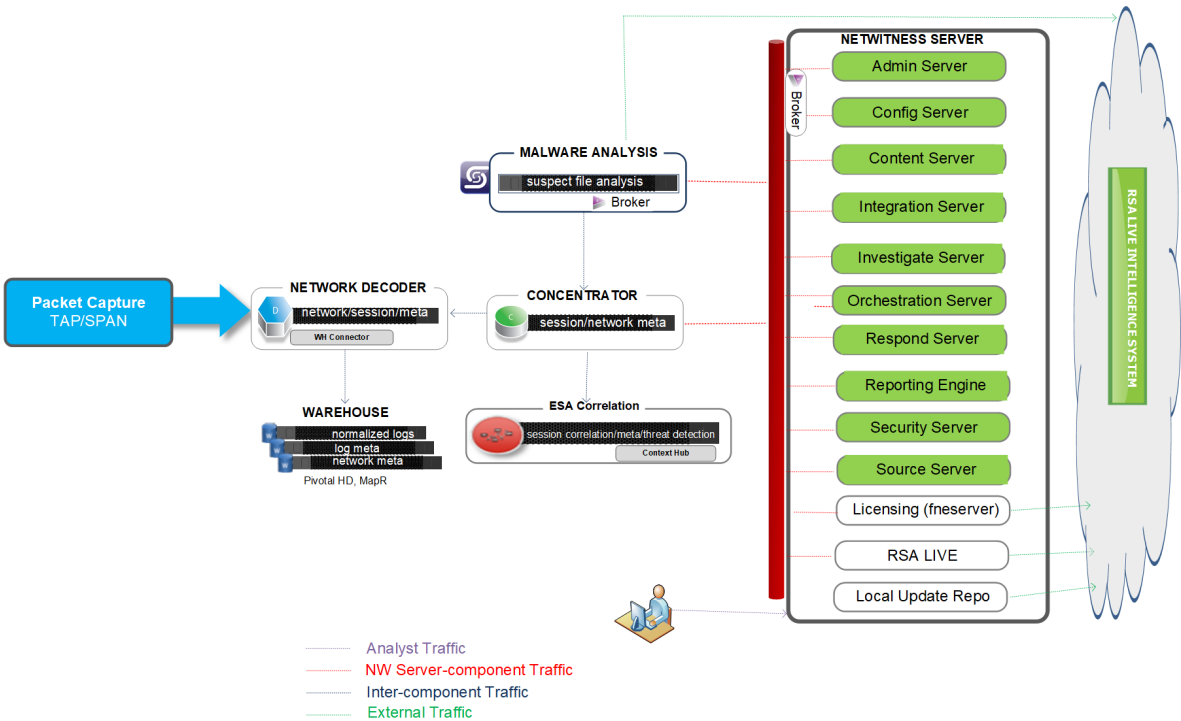 NETWITNESS SERVER
Admin Server
Broker
Config Server
Content Server
Integration Server
Investigate Server
Orchestration Server
Respond Server
Reporting Engine
Security Server
Source Server
Licensing (fneserver)
RSA LIVE
Local Update Repo
RSA LIVE INTELLIGENCE SYSTEM
MALWARE ANALYSIS
suspect file analysis
Broker
Packet Capture
TAP/SPAN
NETWORK DECODER
D
network/session/meta
WH Connector
CONCENTRATOR
C
session/network meta
WAREHOUSE
W
normalized logs
W
log meta
W
network meta
Pivotal HD, MapR
ESA Correlation
session correlation/meta/threat detection
Context Hub
Analyst Traffic
NW Server-component Traffic
Inter-component Traffic
External Traffic